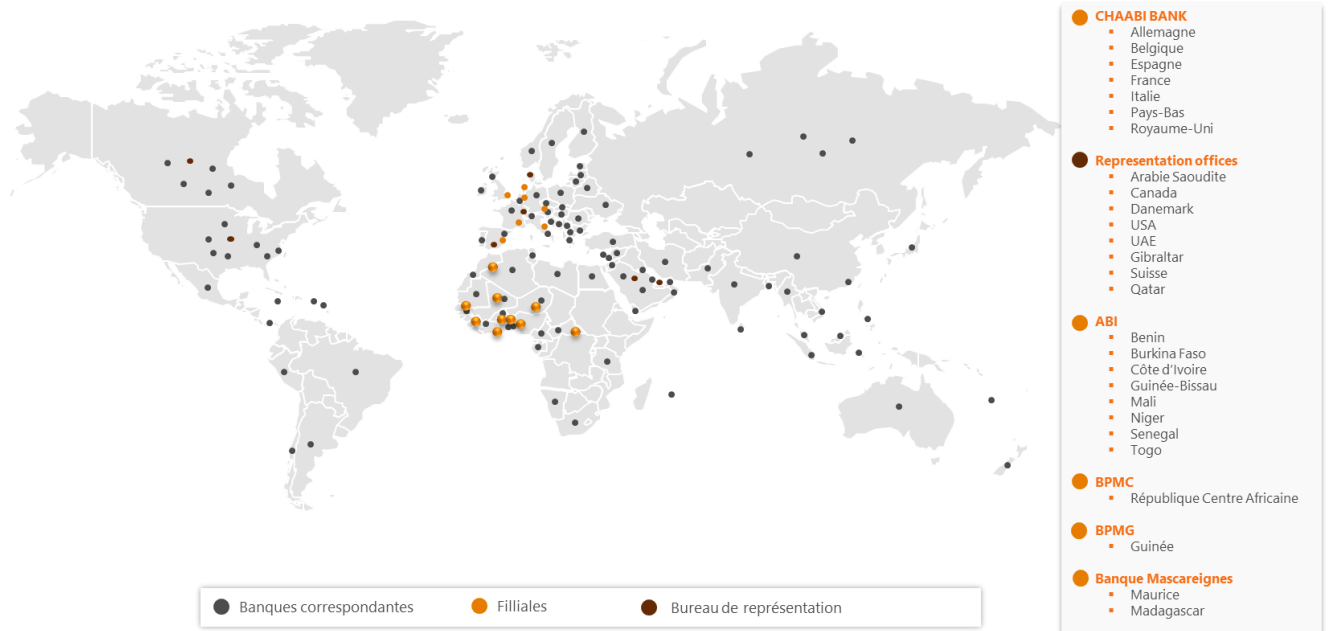 CHAABI BANK
Allemagne
Belgique
Espagne
France
Italie
Pays-Bas
Royaume-Uni
Representation offices
Arabie Saoudite
Canada
Danemark
USA
UAE
Gibraltar
Suisse
Qatar
ABI
Benin
Burkina Faso
Côte d'Ivoire
Guinée-Bissau
Mali
Niger
Senegal
Togo
BPMC
République Centre Africaine
BPMG
Guinée
Banque Mascareignes
Maurice
Madagascar
Banques correspondantes
Filliales
Bureau de représentation